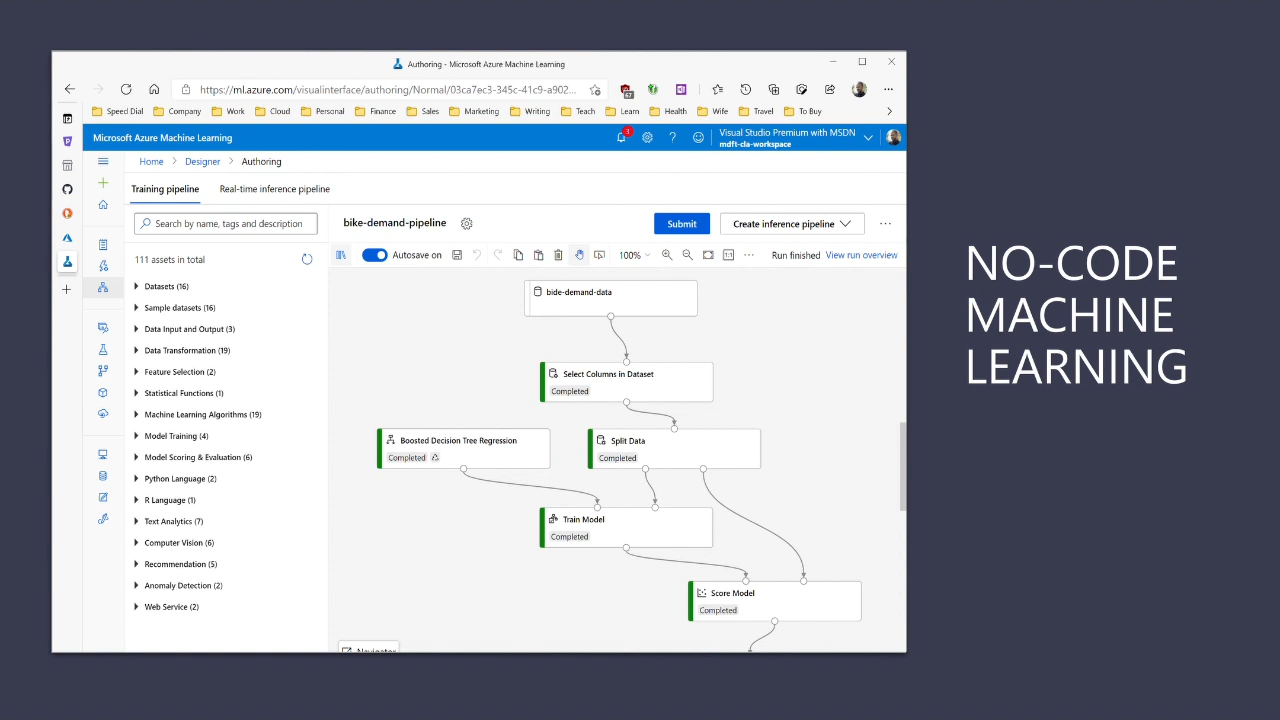 Authoring - Microsoft Azure Machine Learning
https://ml.azure.com/visualinterface/authoring/Normal/03ca7ec3-345c-41c9-a902...
67
Speed Dial Company Work Cloud Personal Finance Sales Marketing Writing Teach Learn Health Wife Travel To Buy
Microsoft Azure Machine Learning
3
Visual Studio Premium with MSDN
mdft-cla-workspace
Home > Designer > Authoring
Training pipeline Real-time inference pipeline
Search by name, tags and description
bike-demand-pipeline
Submit
Create inference pipeline
111 assets in total
Autosave on
100%
1:1
Run finished View run overview
Datasets (16)
Sample datasets (16)
Data Input and Output (3)
Data Transformation (19)
Feature Selection (2)
Statistical Functions (1)
Machine Learning Algorithms (19)
Model Training (4)
Model Scoring & Evaluation (6)
Python Language (2)
R Language (1)
Text Analytics (7)
Computer Vision (6)
Recommendation (5)
Anomaly Detection (2)
Web Service (2)
bide-demand-data
Select Columns in Dataset
Completed
Boosted Decision Tree Regression
Completed
Split Data
Completed
Train Model
Completed
Score Model
Completed
Navigator
NO-CODE
MACHINE
LEARNING